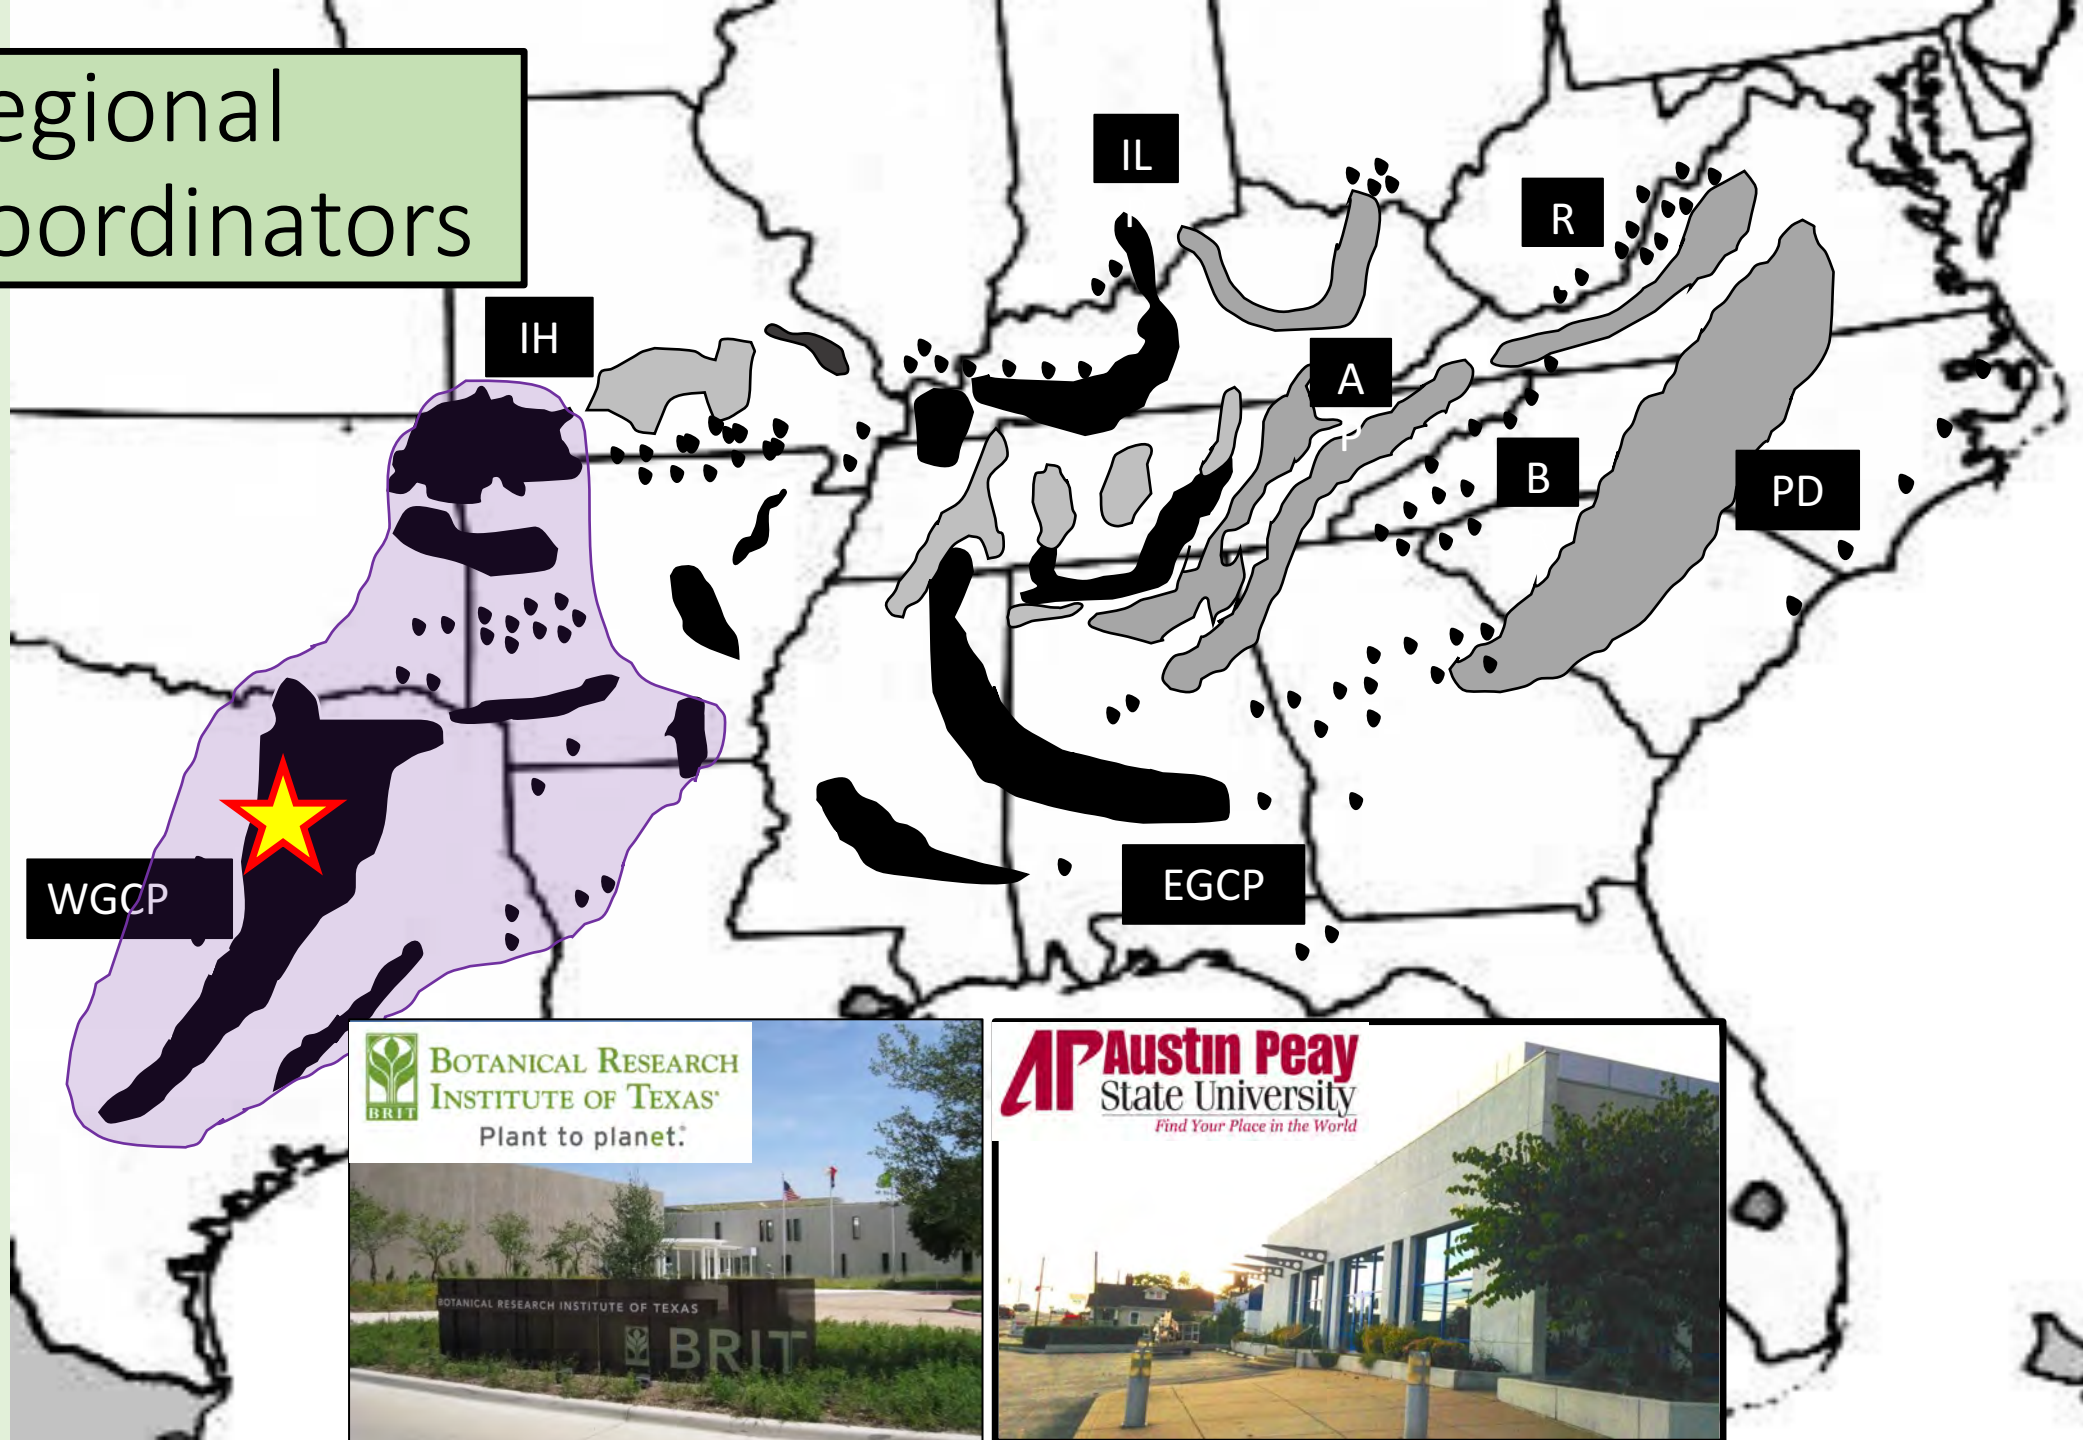 egional
oordinators
IL
R
IH
A
P
B
PD
WGCP
EGCP
BOTANICAL RESEARCH
INSTITUTE OF TEXAS
BRIT
Plant to planet.
BOTANICAL RESEARCH INSTITUTE OF TEXAS
BRIT
AP Austin Peay
State University
Find Your Place in the World